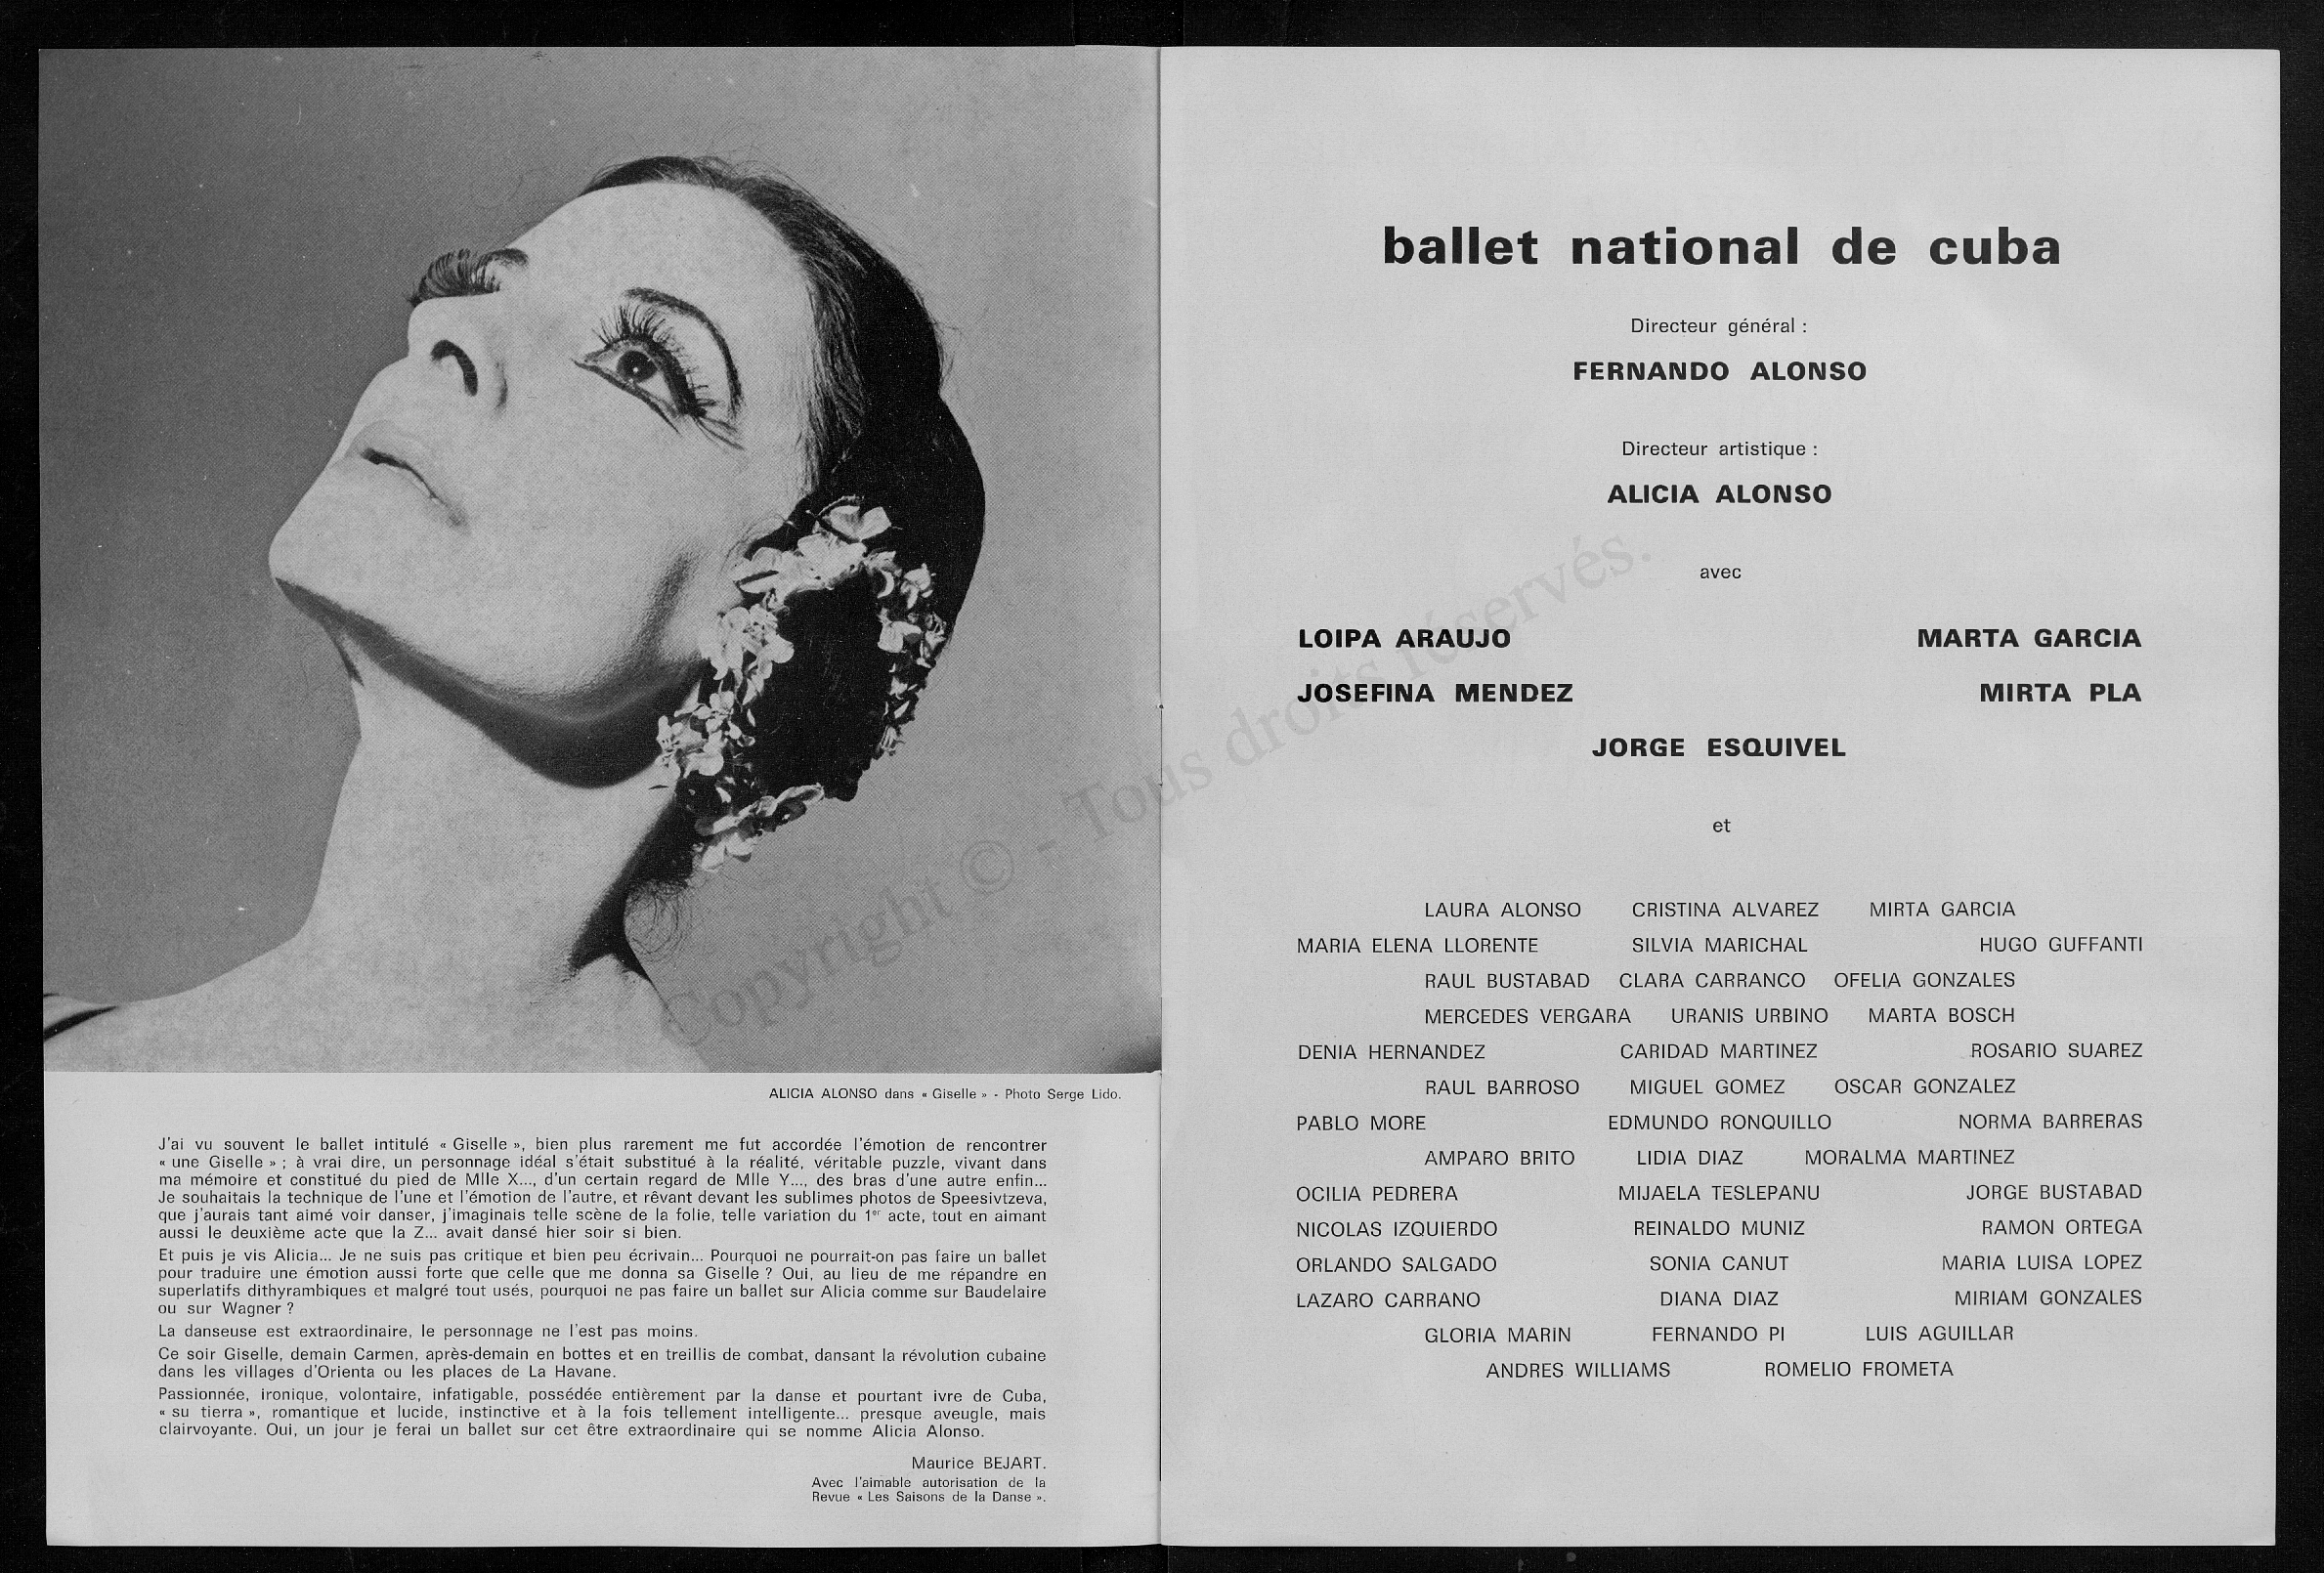 ALICIA ALONSO dans « Giselle » - Photo Serge Lido.
J'ai vu souvent le ballet intitulé « Giselle », bien plus rarement me fut accordée l'émotion de rencontrer
« une Giselle » ; à vrai dire, un personnage idéal s'était substitué à la réalité, véritable puzzle, vivant dans
ma mémoire et constitué du pied de Mlle X..., d'un certain regard de Mlle Y..., des bras d'une autre enfin...
Je souhaitais la technique de l'une et l'émotion de l'autre, et rêvant devant les sublimes photos de Speesivtzeva,
que j'aurais tant aimé voir danser, j'imaginais telle scène de la folie, telle variation du 1er acte, tout en aimant
aussi le deuxième acte que la Z... avait dansé hier soir si bien.
Et puis je vis Alicia... Je ne suis pas critique et bien peu écrivain... Pourquoi ne pourrait-on pas faire un ballet
pour traduire une émotion aussi forte que celle que me donna sa Giselle ? Oui, au lieu de me répandre en
superlatifs dithyrambiques et malgré tout usés, pourquoi ne pas faire un ballet sur Alicia comme sur Baudelaire
ou sur Wagner ?
La danseuse est extraordinaire, le personnage ne l'est pas moins.
Ce soir Giselle, demain Carmen, après-demain en bottes et en treillis de combat, dansant la révolution cubaine
dans les villages d'Orienta ou les places de La Havane.
Passionnée, ironique, volontaire, infatigable, possédée entièrement par la danse et pourtant ivre de Cuba,
« su tierra », romantique et lucide, instinctive et à la fois tellement intelligente... presque aveugle, mais
clairvoyante. Oui, un jour je ferai un ballet sur cet être extraordinaire qui se nomme Alicia Alonso.
Maurice BEJART.
Avec l'aimable autorisation de la
Revue « Les Saisons de la Danse ».
ballet national de cuba
Directeur général :
FERNANDO ALONSO
Directeur artistique :
ALICIA ALONSO
avec
LOIPA ARAUJO MARTA GARCIA
JOSEFINA MENDEZ MIRTA PLA
JORGE ESQUIVEL
et
LAURA ALONSO CRISTINA ALVAREZ MIRTA GARCIA
MARIA ELENA LLORENTE SILVIA MARICHAL HUGO GUFFANTI
RAUL BUSTABAD CLARA CARRANCO OFELIA GONZALES
MERCEDES VERGARA URANIS URBINO MARTA BOSCH
DENIA HERNANDEZ CARIDAD MARTINEZ ROSARIO SUAREZ
RAUL BARROSO MIGUEL GOMEZ OSCAR GONZALEZ
PABLO MORE EDMUNDO RONQUILLO NORMA BARRERAS
AMPARO BRITO LIDIA DIAZ MORALMA MARTINEZ
OCILIA PEDRERA MIJAELA TESLEPANU JORGE BUSTABAD
NICOLAS IZQUIERDO REINALDO MUNIZ RAMON ORTEGA
ORLANDO SALGADO SONIA CANUT MARIA LUISA LOPEZ
LAZARO CARRANO DIANA DIAZ MIRIAM GONZALES
GLORIA MARIN FERNANDO PI LUIS AGUILLAR
ANDRES WILLIAMS ROMELIO FROMETA
Copyright © - Tous droits réservés.